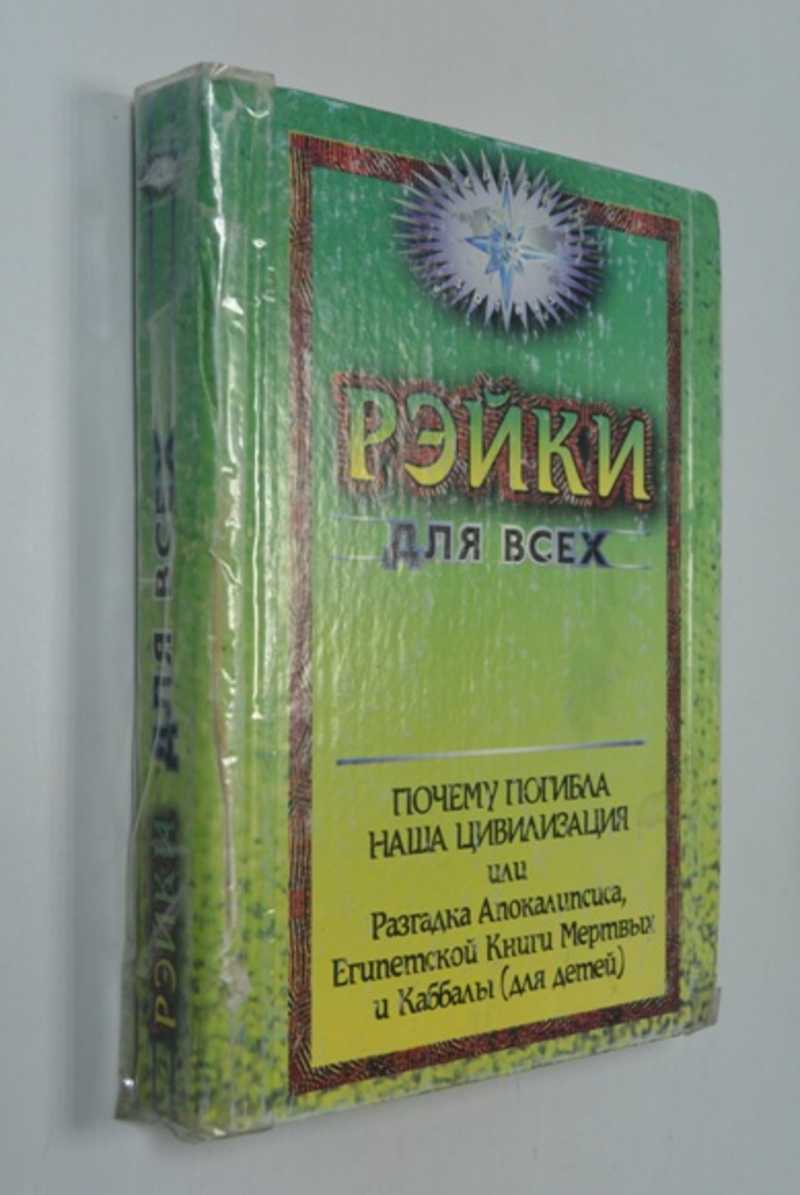 РЭЙКИ ДЛЯ ВСЕХ
РЭЙКИ
ДЛЯ ВСЕХ
ПОЧЕМУ ПОГИБЛА
НАША ЦИВИЛИЗАЦИЯ
или
Разгадка Апокалипсиса,
Египетской Книги Мертвых
и Каббалы (для детей)